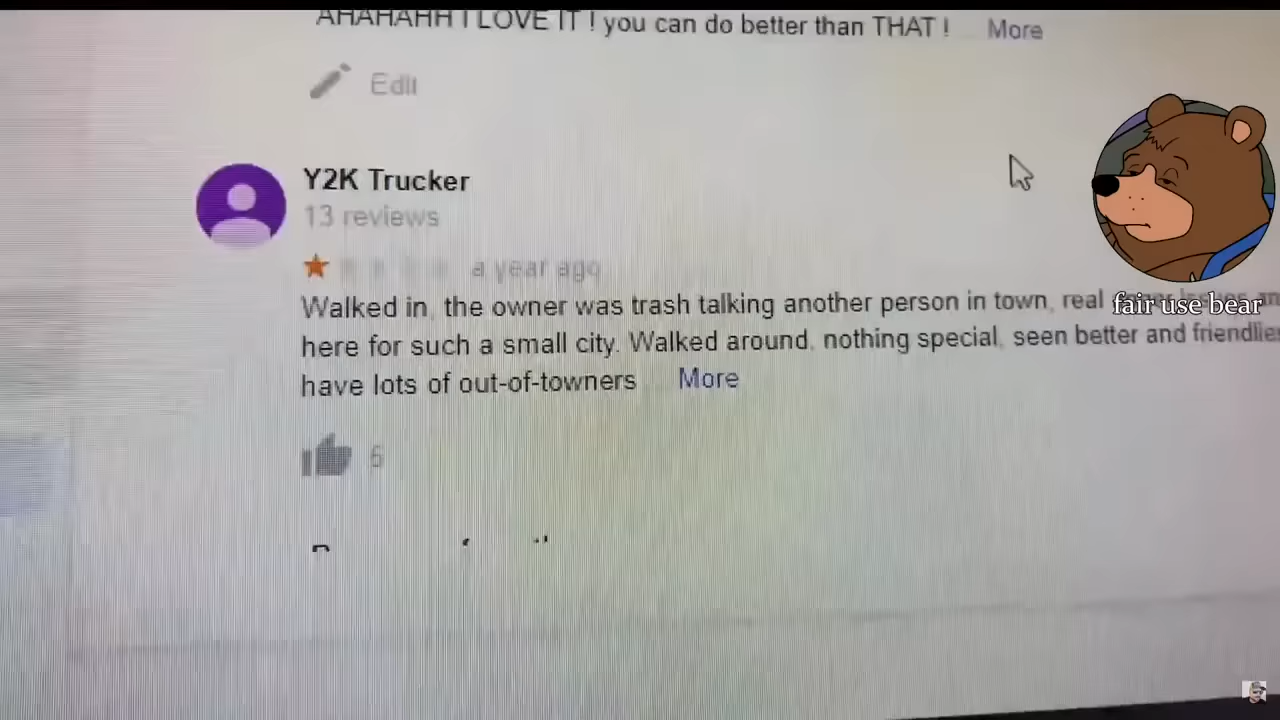 AHAHAHH I LOVE IT ! you can do better than THAT ! ... More
Edit
Y2K Trucker
13 reviews
a year ago
Walked in, the owner was trash talking another person in town, real
fair use bear
here for such a small city. Walked around, nothing special, seen better and friendlier
have lots of out-of-towners ... More
6